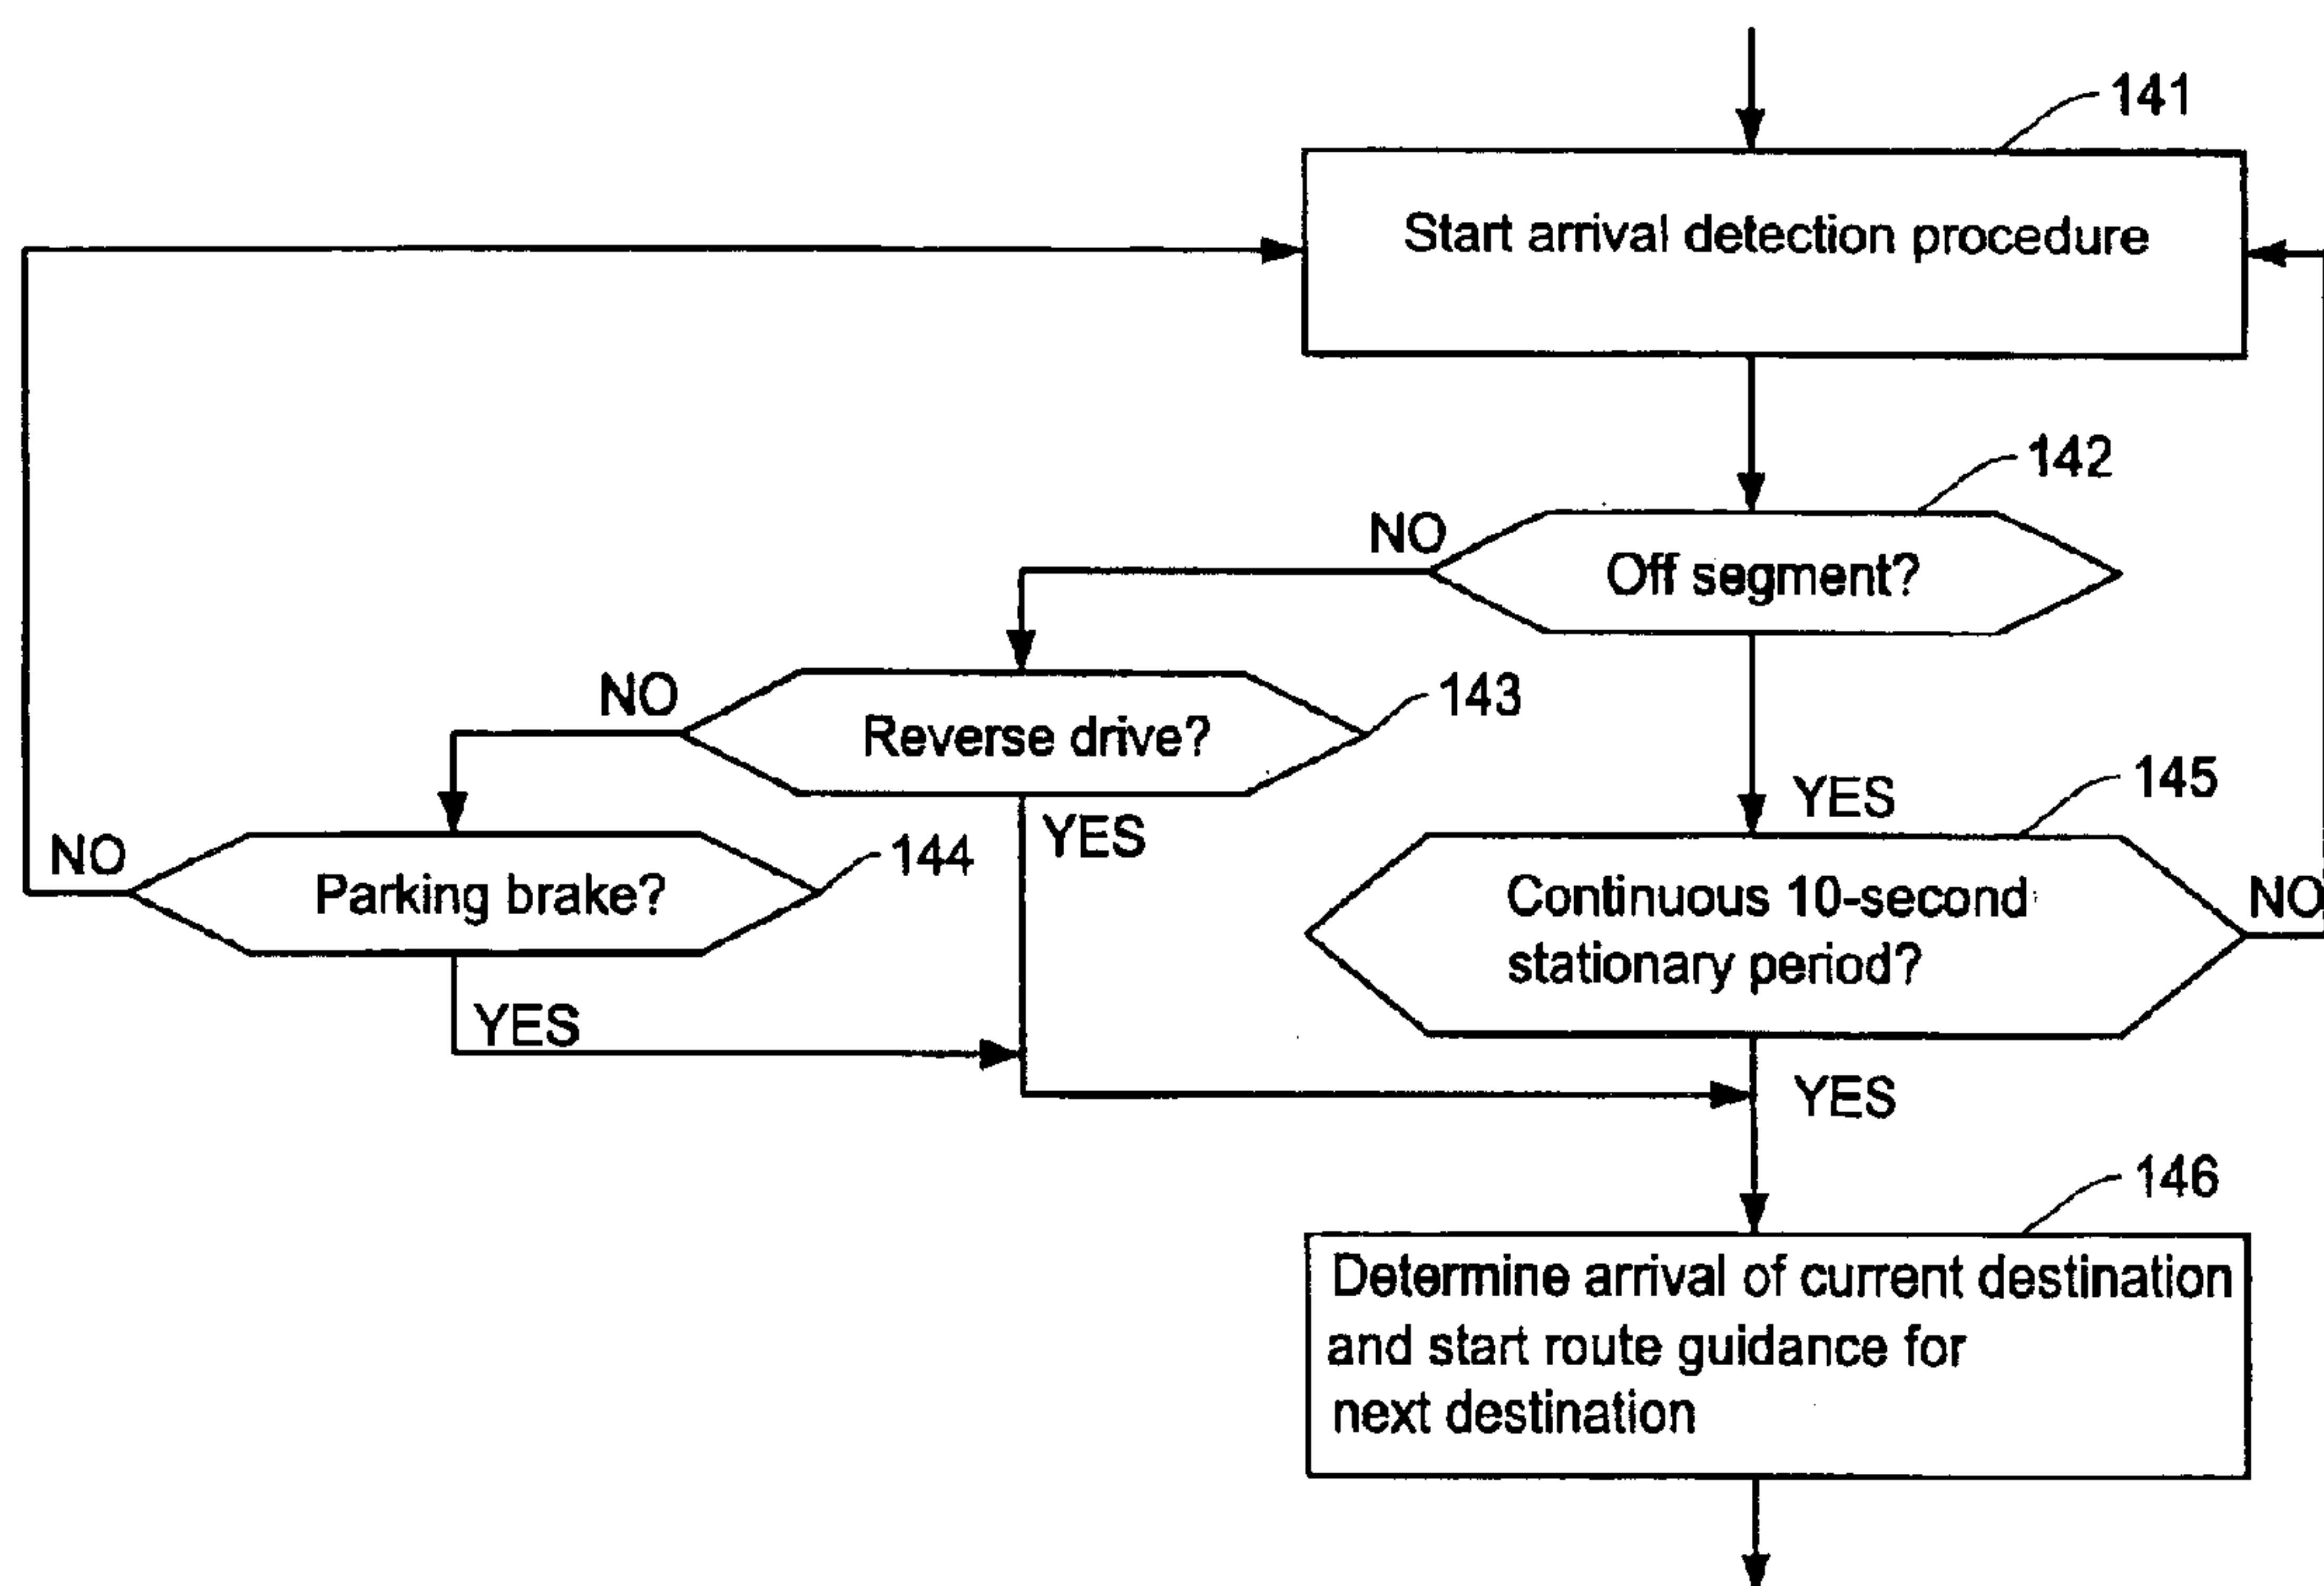 141
Start arrival detection procedure
142
NO
Off segment?
NO
143
Reverse drive?
YES
145
YES
NO
144
Parking brake?
Continuous 10-second
stationary period?
NO
YES
YES
146
Determine arrival of current destination
and start route guidance for
next destination